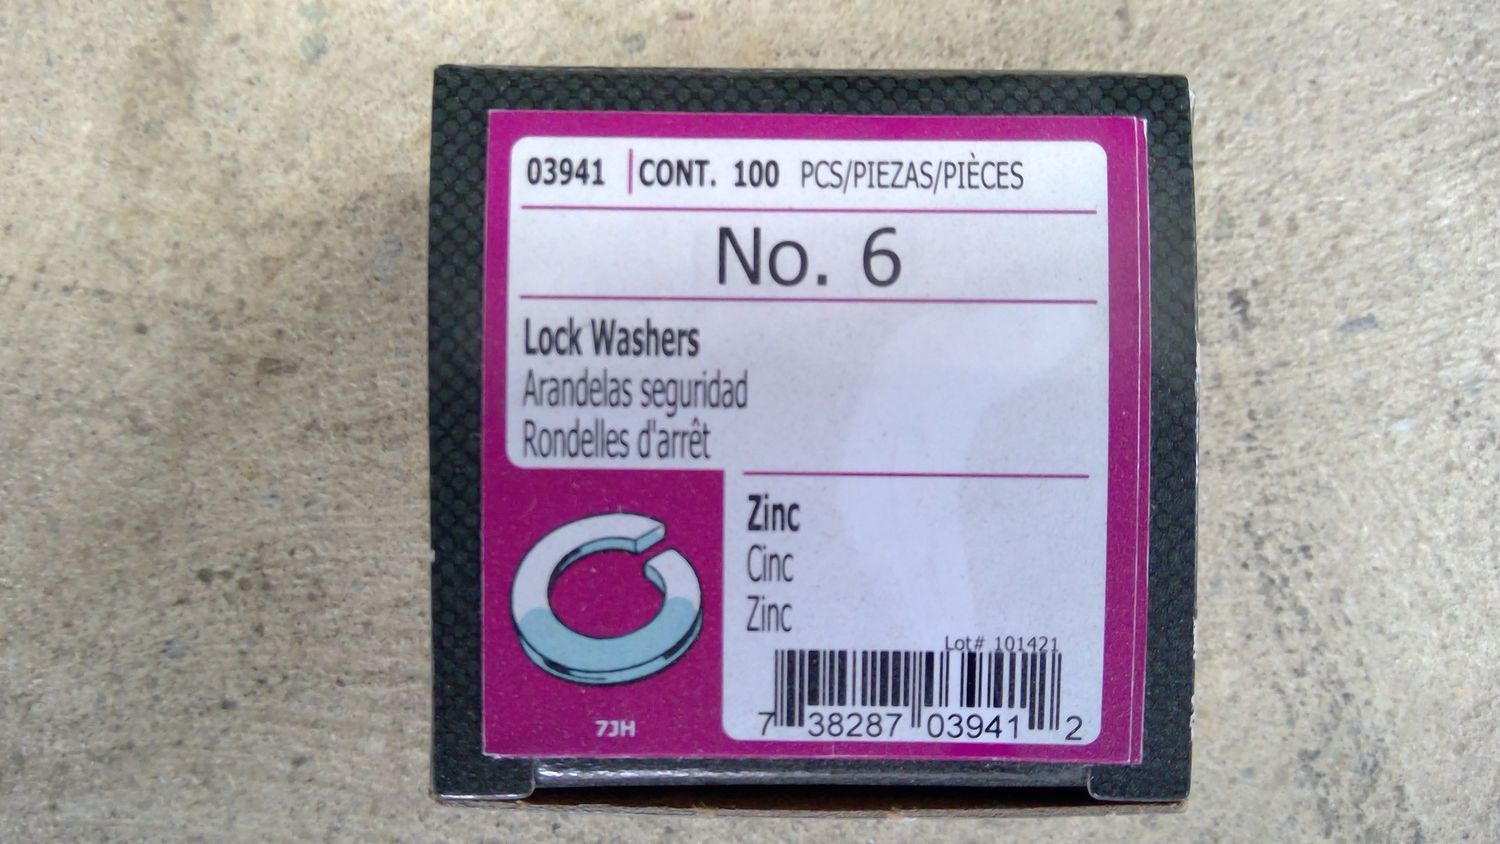 03941 CONT. 100 PCS/PIEZAS/PIÈCES
No. 6
Lock Washers
Arandelas seguridad
Rondelles d'arrêt
Zinc
Cinc
Zinc
Lot# 101421
7 38287 03941 2
7JH